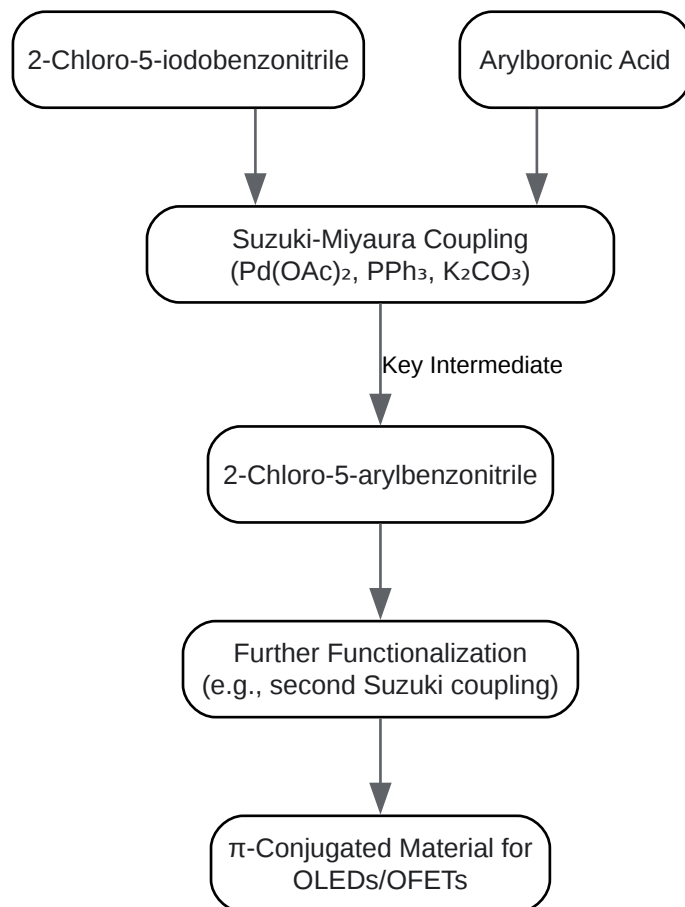 2-Chloro-5-iodobenzonitrile
Arylboronic Acid
Suzuki-Miyaura Coupling
(Pd(OAc)₂, PPh₃, K₂CO₃)
Key Intermediate
2-Chloro-5-arylbenzonitrile
Further Functionalization
(e.g., second Suzuki coupling)
π-Conjugated Material for
OLEDs/OFETs